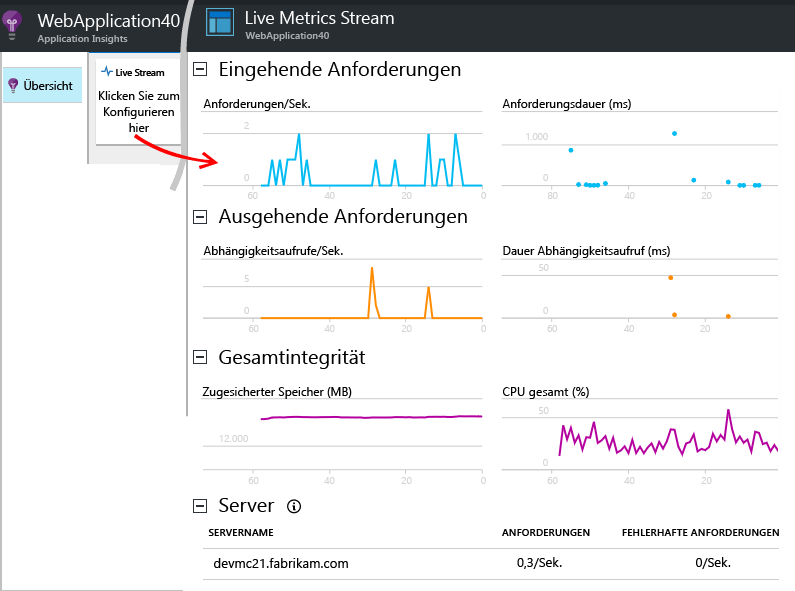 WebApplication40
Application Insights
Live Metrics Stream
WebApplication40
Übersicht
Live Stream
Klicken Sie zum
Konfigurieren
hier
Eingehende Anforderungen
Anforderungen/Sek.
2
0
60 40 20 0
Anforderungsdauer (ms)
1.000
0
80 40 20
Ausgehende Anforderungen
Abhängigkeitsaufrufe/Sek.
5
0
60 40 20 0
Dauer Abhängigkeitsaufruf (ms)
50
0
60 40 20
Gesamtintegrität
Zugesicherter Speicher (MB)
12.000
60 40 20 0
CPU gesamt (%)
50
0
60 40 20
Server
SERVERNAME ANFORDERUNGEN FEHLERHAFTE ANFORDERUNGEN
devmc21.fabrikam.com 0,3/Sek. 0/Sek.